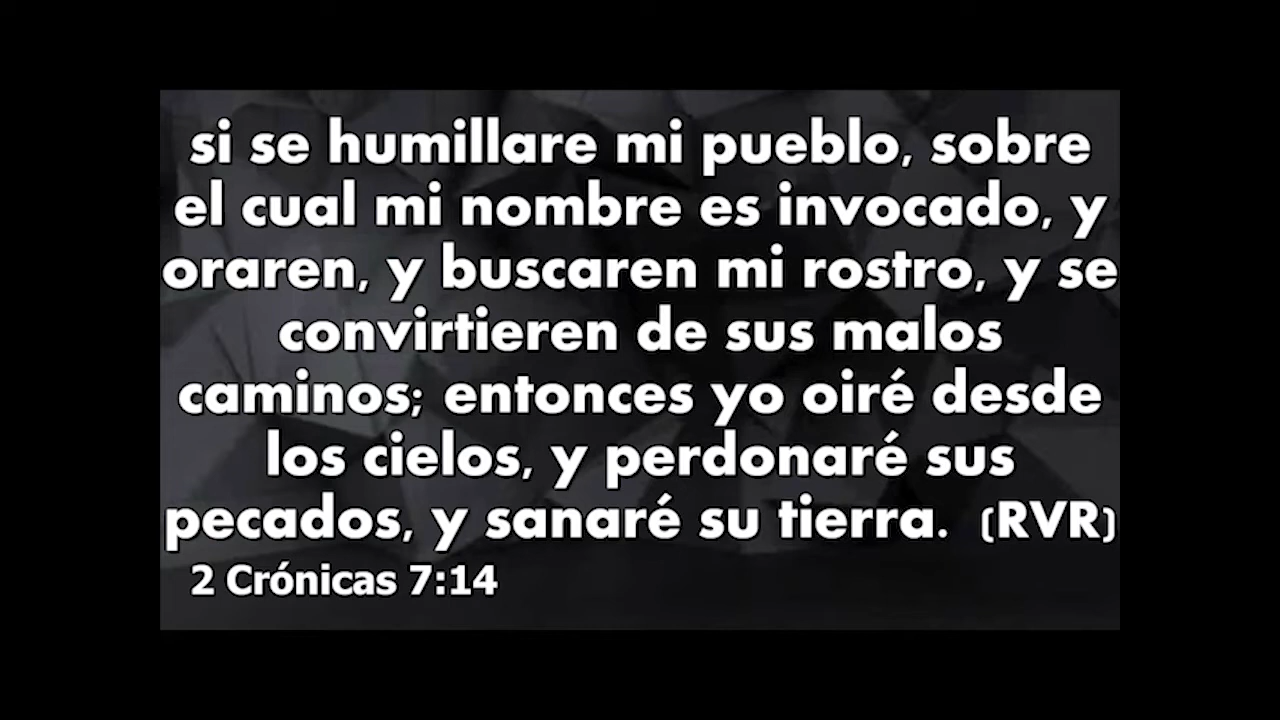 si se humillare mi pueblo, sobre
el cual mi nombre es invocado, y
oraren, y buscaren mi rostro, y se
convirtieren de sus malos
caminos; entonces yo oiré desde
los cielos, y perdonaré sus
pecados, y sanaré su tierra.  (RVR)
2 Crónicas 7:14